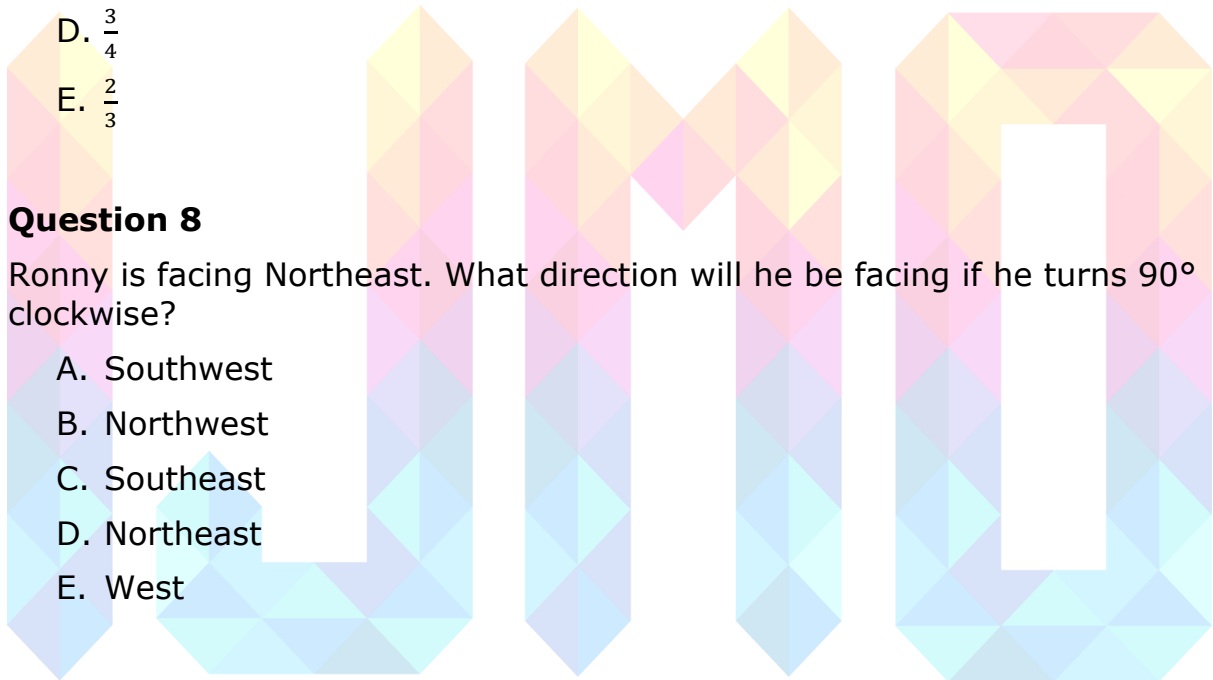 D. 3/4
E. 2/3
Question 8
Ronny is facing Northeast. What direction will he be facing if he turns 90°
clockwise?
A. Southwest
B. Northwest
C. Southeast
D. Northeast
E. West
IJMO